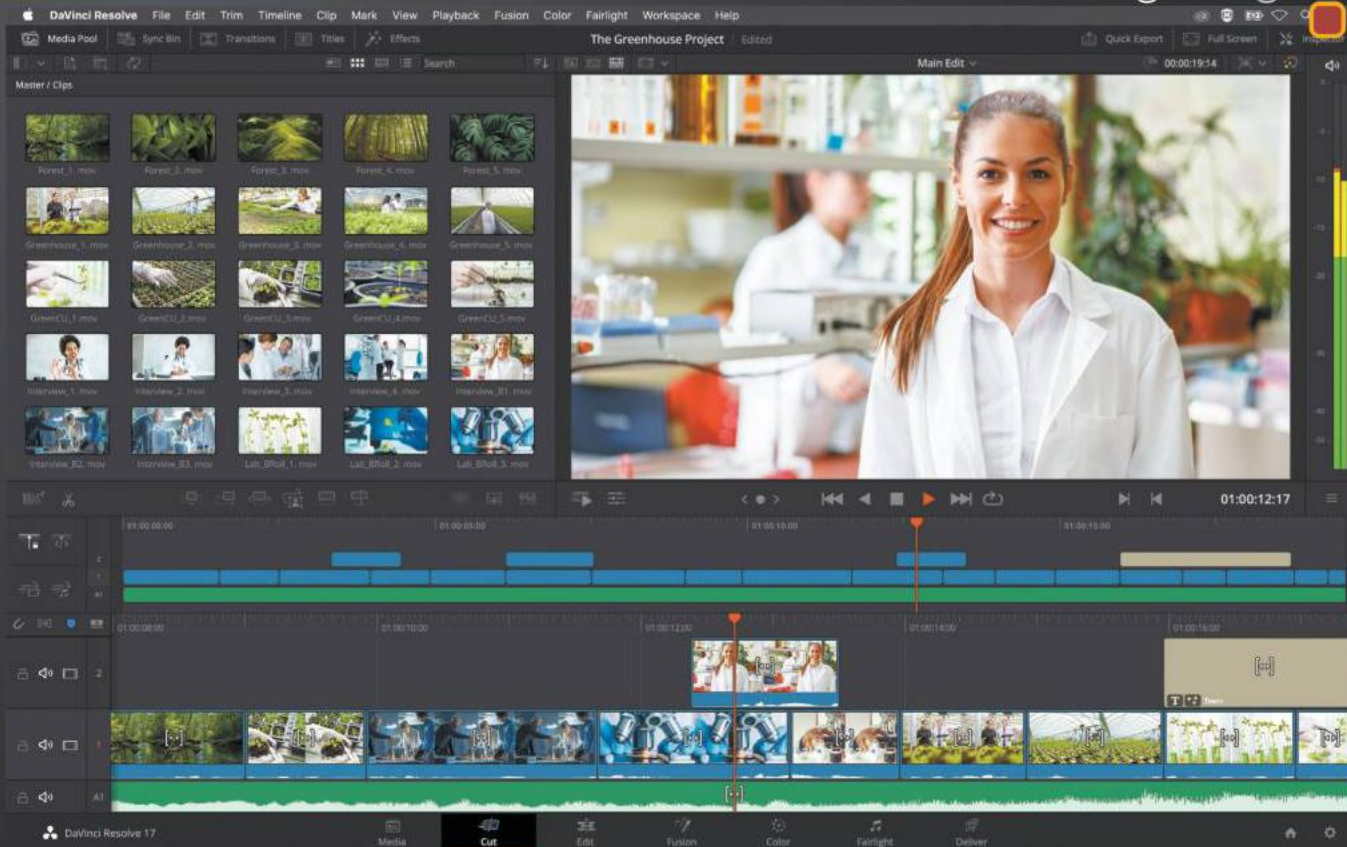 DaVinci Resolve File Edit Trim Timeline Clip Mark View Playback Fusion Color Fairlight Workspace Help
Media Pool Sync Bin Transitions Titles Effects The Greenhouse Project Edited Quick Export Full Screen Inspector
Search Main Edit 00:00:19:14
Master / Clips
Forest_1.mov Forest_2.mov Forest_3.mov Forest_4.mov Forest_5.mov
Greenhouse_1.mov Greenhouse_2.mov Greenhouse_3.mov Greenhouse_4.mov Greenhouse_5.mov
GreenCU_1.mov GreenCU_2.mov GreenCU_3.mov GreenCU_4.mov GreenCU_5.mov
Interview_1.mov Interview_2.mov Interview_3.mov Interview_4.mov Interview_B1.mov
Interview_B2.mov Interview_B3.mov Lab_BRoll_1.mov Lab_BRoll_2.mov Lab_BRoll_3.mov
01:00:12:17
01:00:00:00 01:00:05:00 01:00:10:00 01:00:15:00
2
1
A1
01:00:08:00 01:00:10:00 01:00:12:00 01:00:14:00 01:00:16:00
2
1
A1
DaVinci Resolve 17 Media Cut Edit Fusion Color Fairlight Deliver